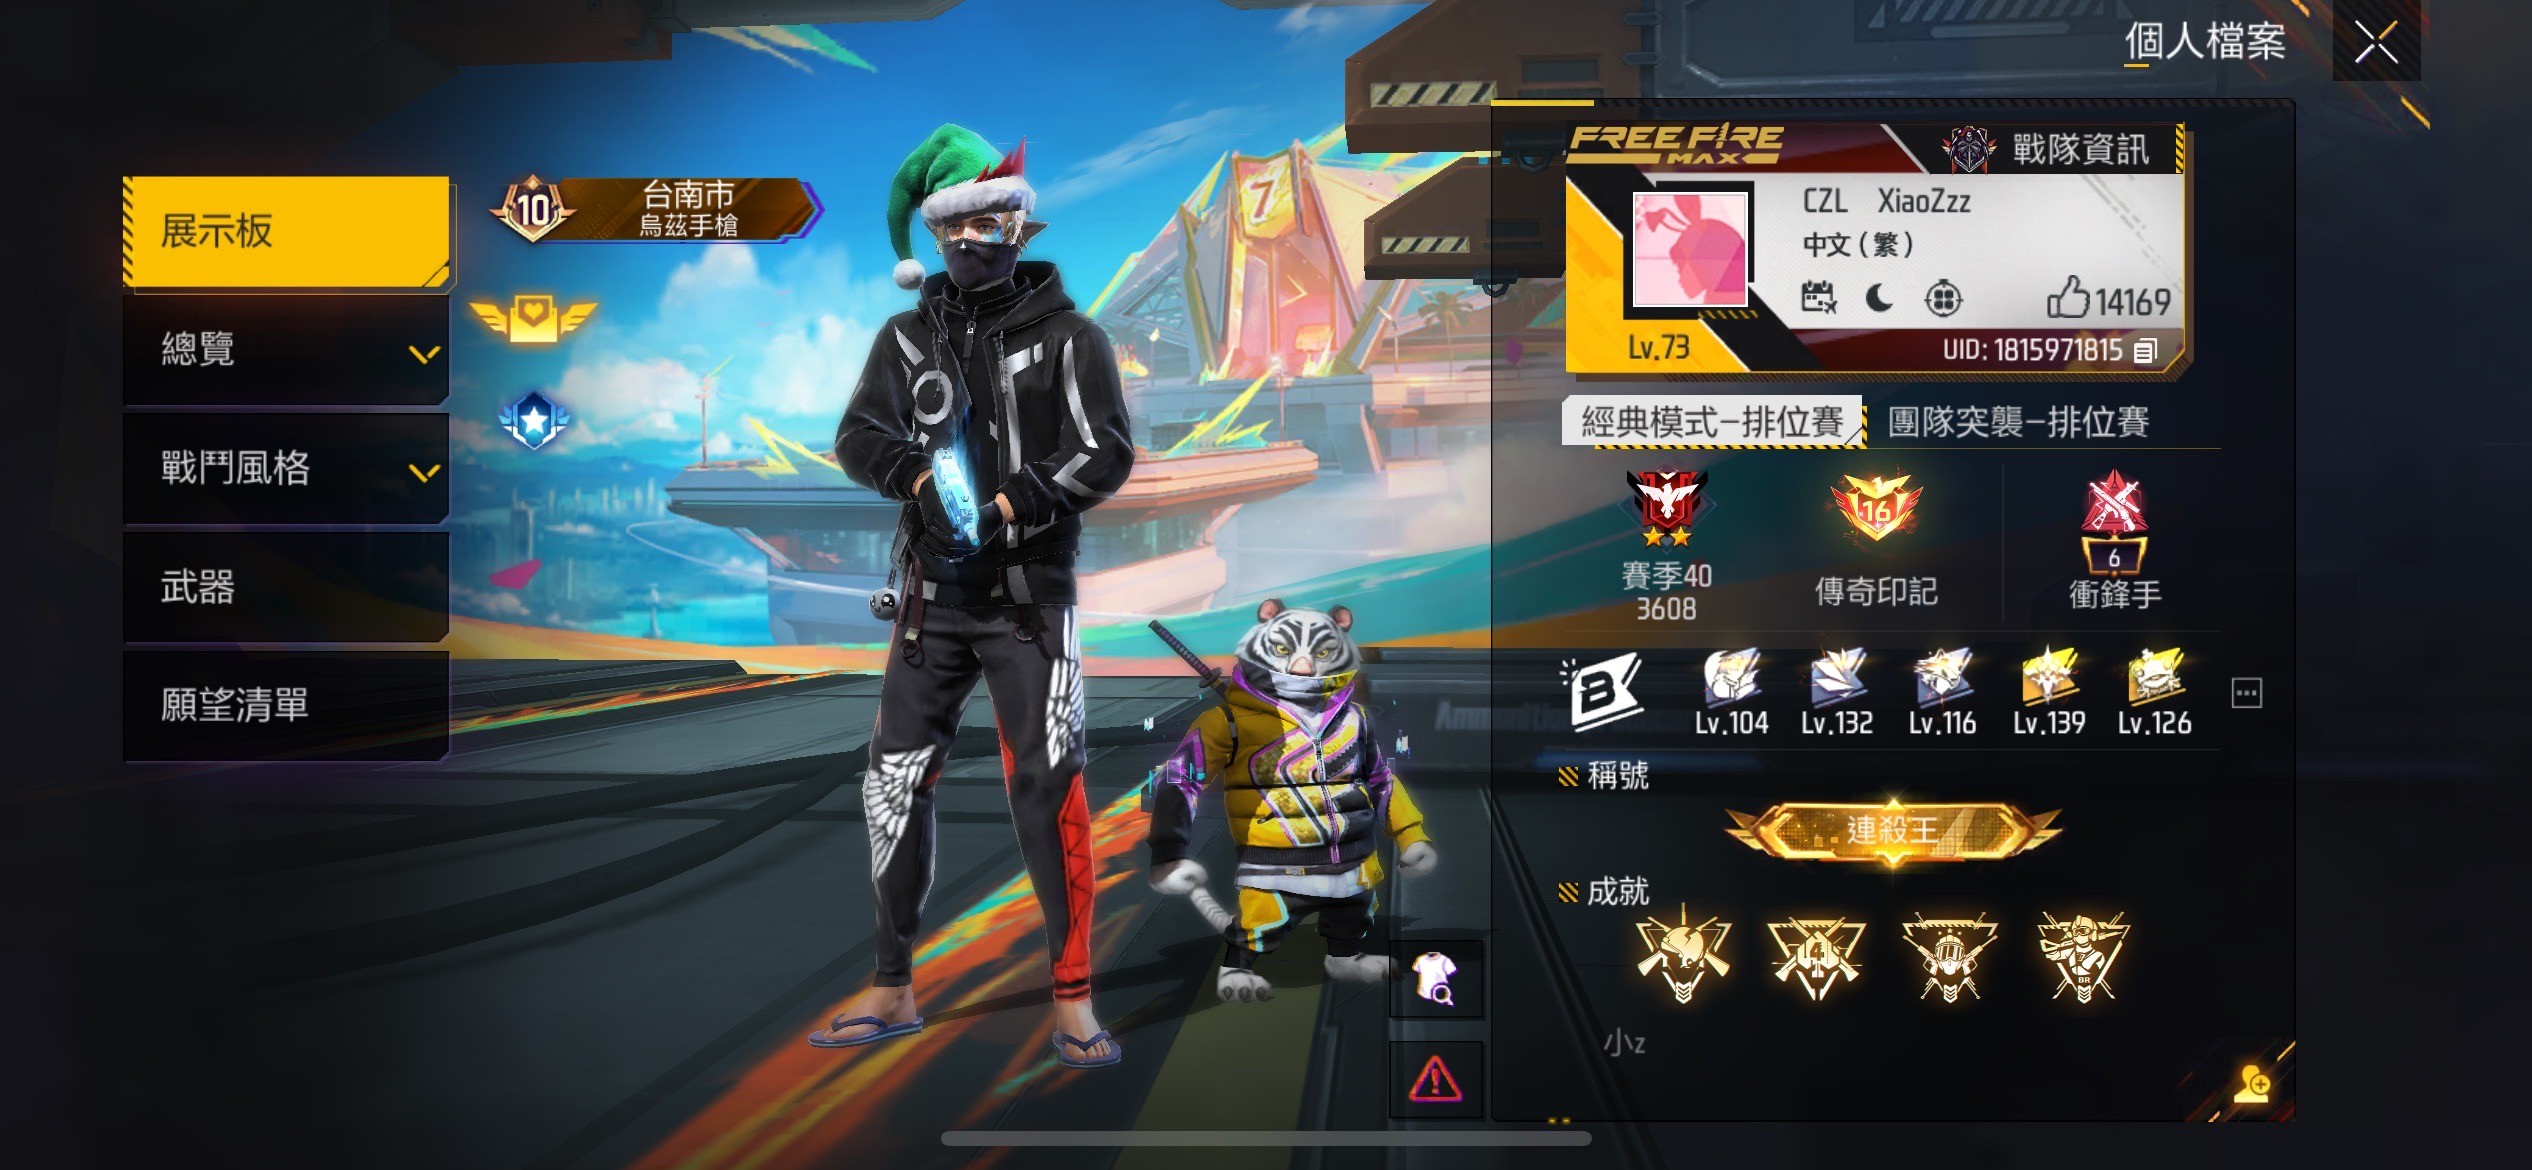 個人檔案
展示板
總覽
戰鬥風格
武器
願望清單
10
台南市
烏茲手槍
7
FREE FIRE
MAX
戰隊資訊
CZL XiaoZzz
中文(繁)
14169
Lv.73
UID: 1815971815
經典模式–排位賽
團隊突襲–排位賽
賽季40
3608
16
傳奇印記
6
衝鋒手
B
Lv.104
Lv.132
Lv.116
Lv.139
Lv.126
稱號
連殺王
成就
4
BR
小z